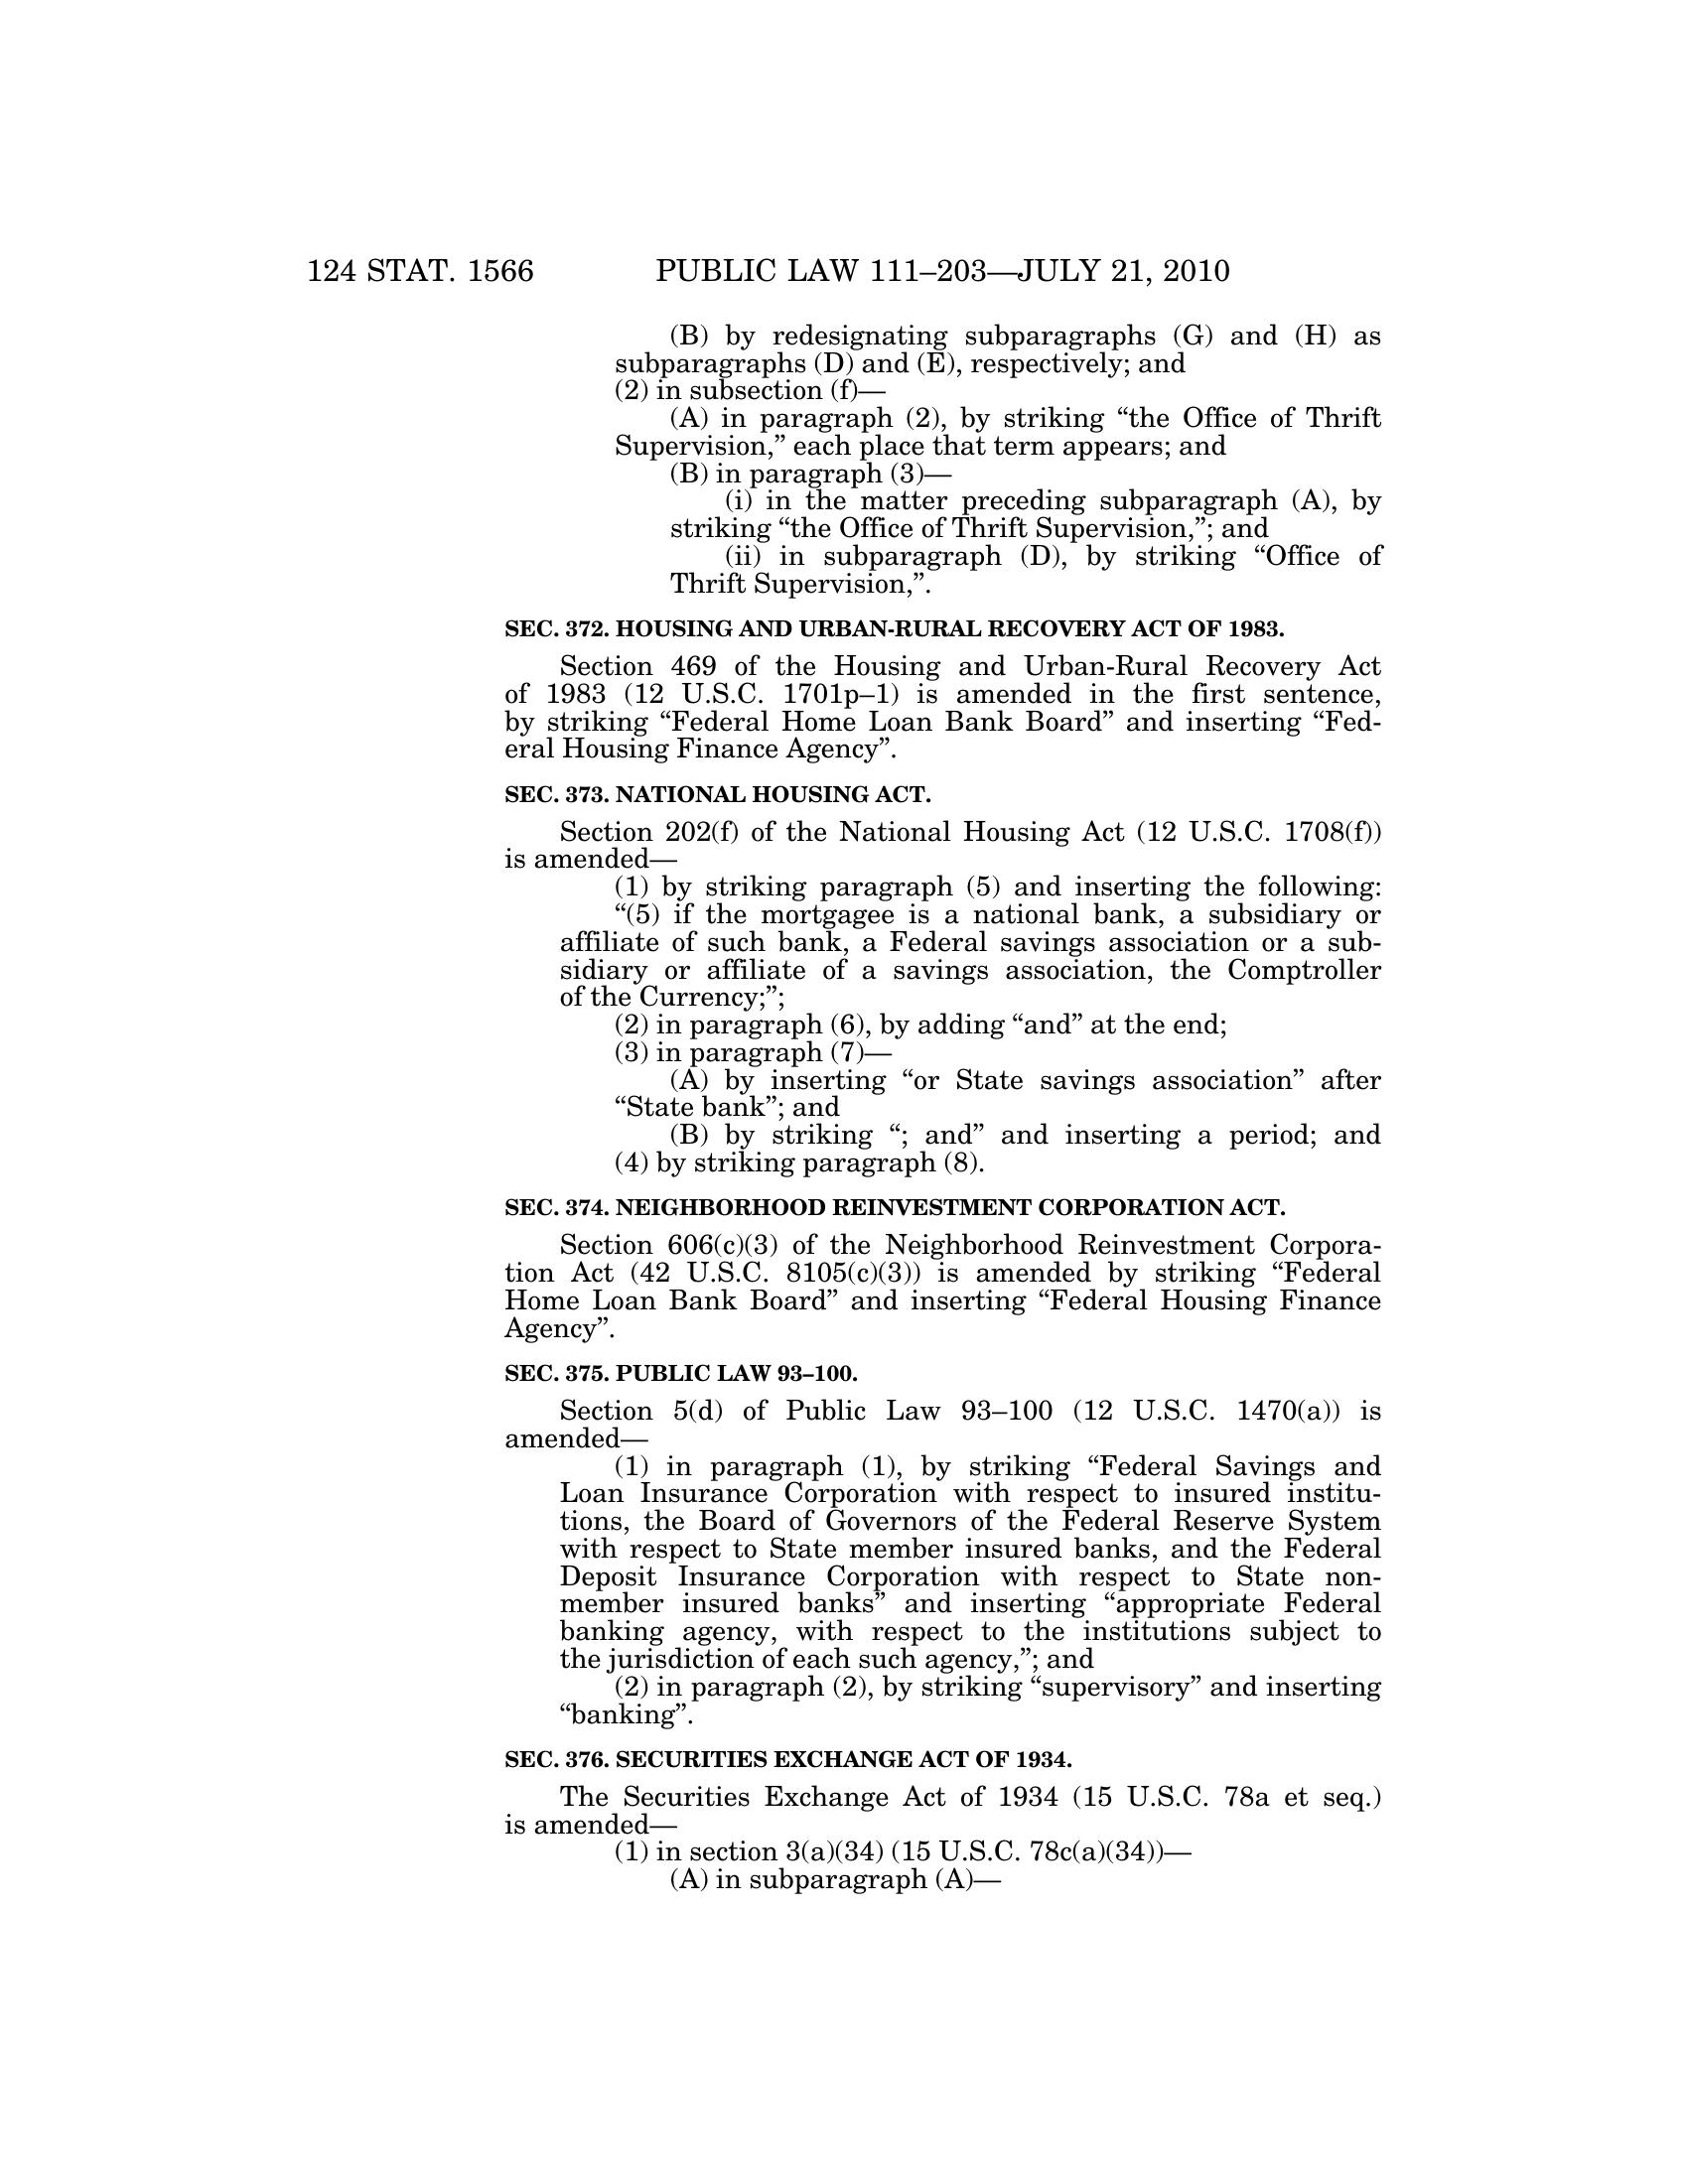 124 STAT. 1566 PUBLIC LAW 111–203—JULY 21, 2010
(B) by redesignating subparagraphs (G) and (H) as
subparagraphs (D) and (E), respectively; and
(2) in subsection (f)—
(A) in paragraph (2), by striking “the Office of Thrift
Supervision,” each place that term appears; and
(B) in paragraph (3)—
(i) in the matter preceding subparagraph (A), by
striking “the Office of Thrift Supervision,”; and
(ii) in subparagraph (D), by striking “Office of
Thrift Supervision,”.
SEC. 372. HOUSING AND URBAN-RURAL RECOVERY ACT OF 1983.
Section 469 of the Housing and Urban-Rural Recovery Act
of 1983 (12 U.S.C. 1701p–1) is amended in the first sentence,
by striking “Federal Home Loan Bank Board” and inserting “Fed-
eral Housing Finance Agency”.
SEC. 373. NATIONAL HOUSING ACT.
Section 202(f) of the National Housing Act (12 U.S.C. 1708(f))
is amended—
(1) by striking paragraph (5) and inserting the following:
“(5) if the mortgagee is a national bank, a subsidiary or
affiliate of such bank, a Federal savings association or a sub-
sidiary or affiliate of a savings association, the Comptroller
of the Currency;”;
(2) in paragraph (6), by adding “and” at the end;
(3) in paragraph (7)—
(A) by inserting “or State savings association” after
“State bank”; and
(B) by striking “; and” and inserting a period; and
(4) by striking paragraph (8).
SEC. 374. NEIGHBORHOOD REINVESTMENT CORPORATION ACT.
Section 606(c)(3) of the Neighborhood Reinvestment Corpora-
tion Act (42 U.S.C. 8105(c)(3)) is amended by striking “Federal
Home Loan Bank Board” and inserting “Federal Housing Finance
Agency”.
SEC. 375. PUBLIC LAW 93–100.
Section 5(d) of Public Law 93–100 (12 U.S.C. 1470(a)) is
amended—
(1) in paragraph (1), by striking “Federal Savings and
Loan Insurance Corporation with respect to insured institu-
tions, the Board of Governors of the Federal Reserve System
with respect to State member insured banks, and the Federal
Deposit Insurance Corporation with respect to State non-
member insured banks” and inserting “appropriate Federal
banking agency, with respect to the institutions subject to
the jurisdiction of each such agency,”; and
(2) in paragraph (2), by striking “supervisory” and inserting
“banking”.
SEC. 376. SECURITIES EXCHANGE ACT OF 1934.
The Securities Exchange Act of 1934 (15 U.S.C. 78a et seq.)
is amended—
(1) in section 3(a)(34) (15 U.S.C. 78c(a)(34))—
(A) in subparagraph (A)—